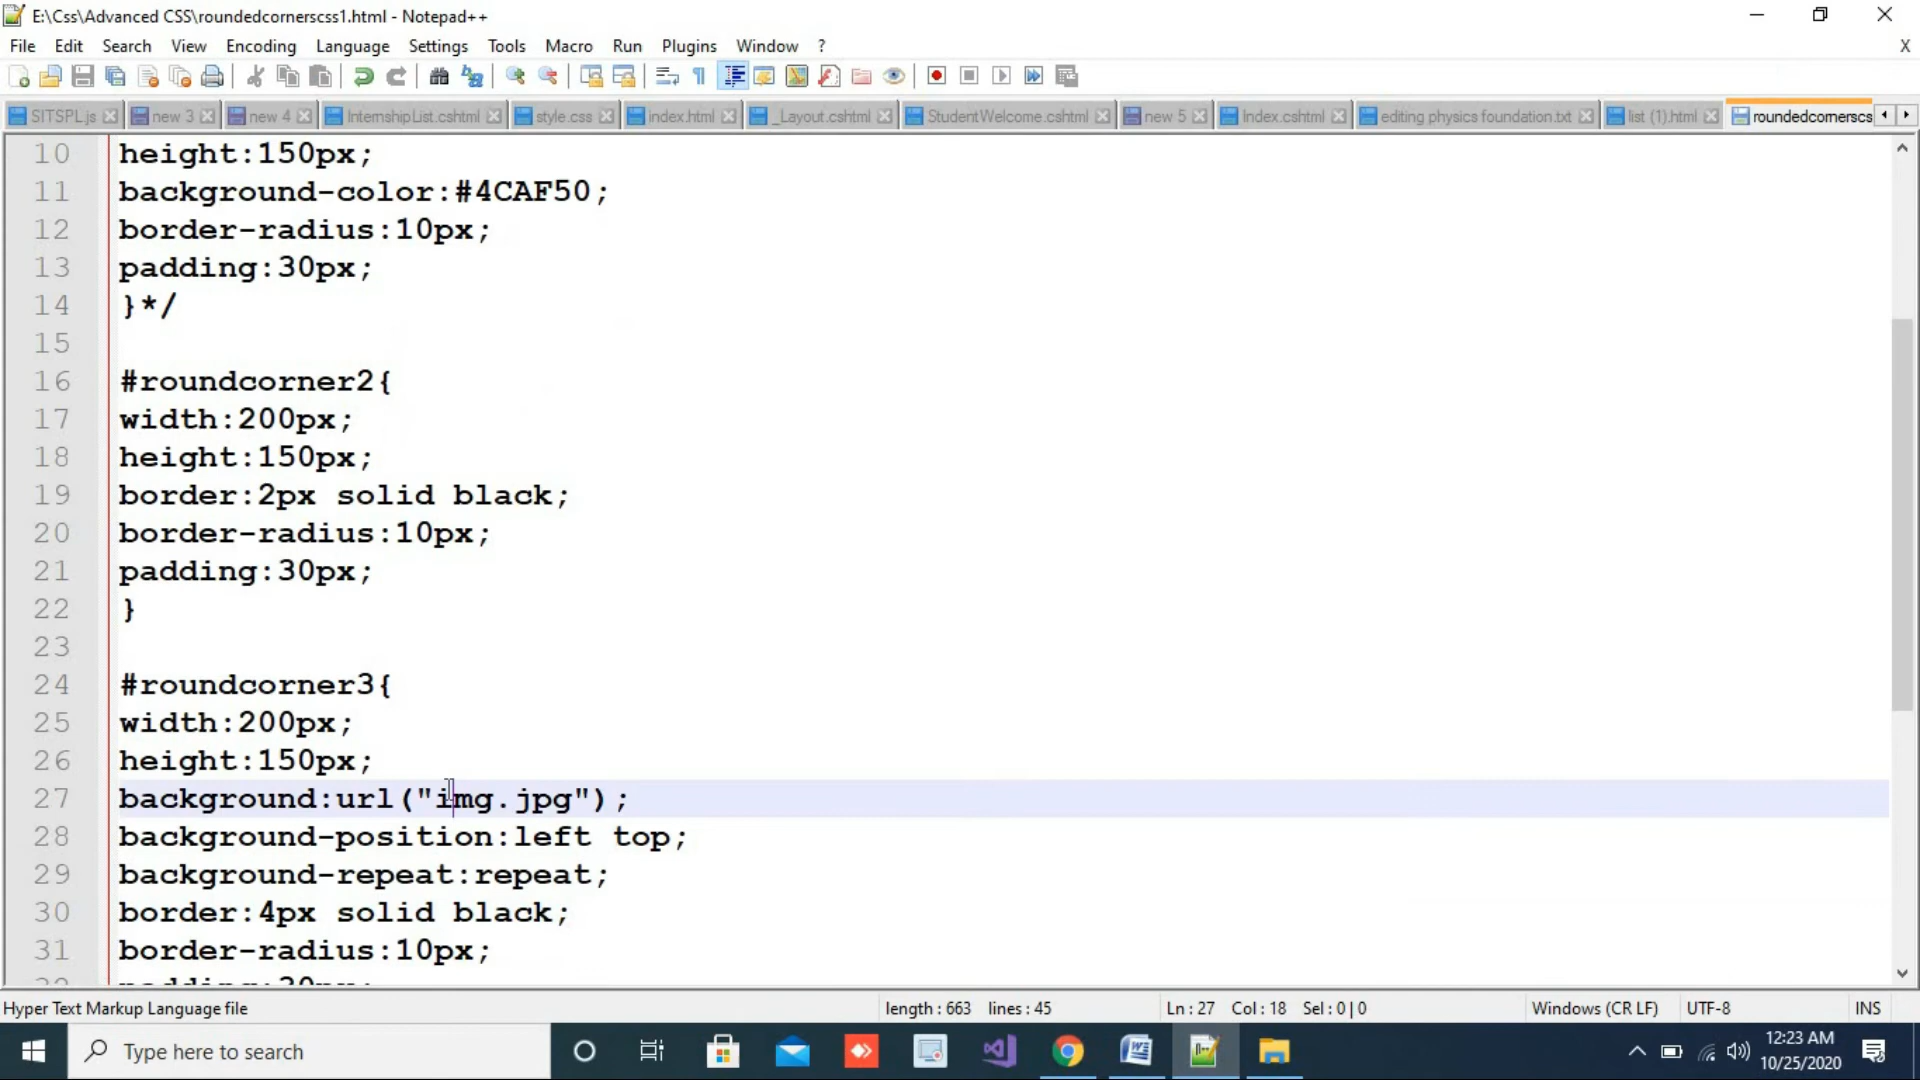 E:\Css\Advanced CSS\roundedcornerscss1.html - Notepad++
File Edit Search View Encoding Language Settings Tools Macro Run Plugins Window ? X
SITSPL.js new 3 new 4 InternshipList.cshtml style.css index.html _Layout.cshtml StudentWelcome.cshtml new 5 Index.cshtml editing physics foundation.txt list (1).html roundedcornerscs
10 height:150px;
11 background-color:#4CAF50;
12 border-radius:10px;
13 padding:30px;
14 }*/
15
16 #roundcorner2{
17 width:200px;
18 height:150px;
19 border:2px solid black;
20 border-radius:10px;
21 padding:30px;
22 }
23
24 #roundcorner3{
25 width:200px;
26 height:150px;
27 background:url("img.jpg");
28 background-position:left top;
29 background-repeat:repeat;
30 border:4px solid black;
31 border-radius:10px;
32 padding:30px;
Hyper Text Markup Language file length : 663 lines : 45 Ln : 27 Col : 18 Sel : 0 | 0 Windows (CR LF) UTF-8 INS
Type here to search
12:23 AM
10/25/2020